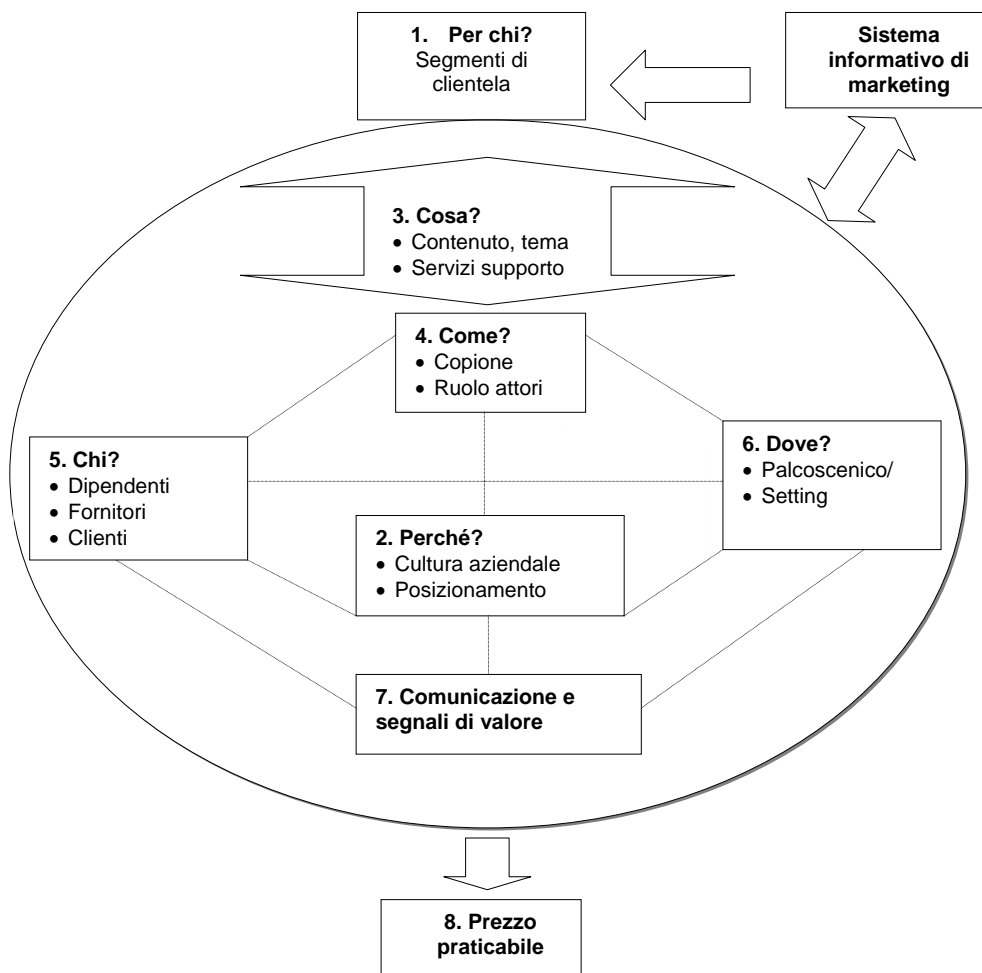 1. Per chi?
Segmenti di
clientela
Sistema
informativo di
marketing
3. Cosa?
• Contenuto, tema
• Servizi supporto
4. Come?
• Copione
• Ruolo attori
5. Chi?
• Dipendenti
• Fornitori
• Clienti
6. Dove?
• Palcoscenico/
• Setting
2. Perché?
• Cultura aziendale
• Posizionamento
7. Comunicazione e
segnali di valore
8. Prezzo
praticabile